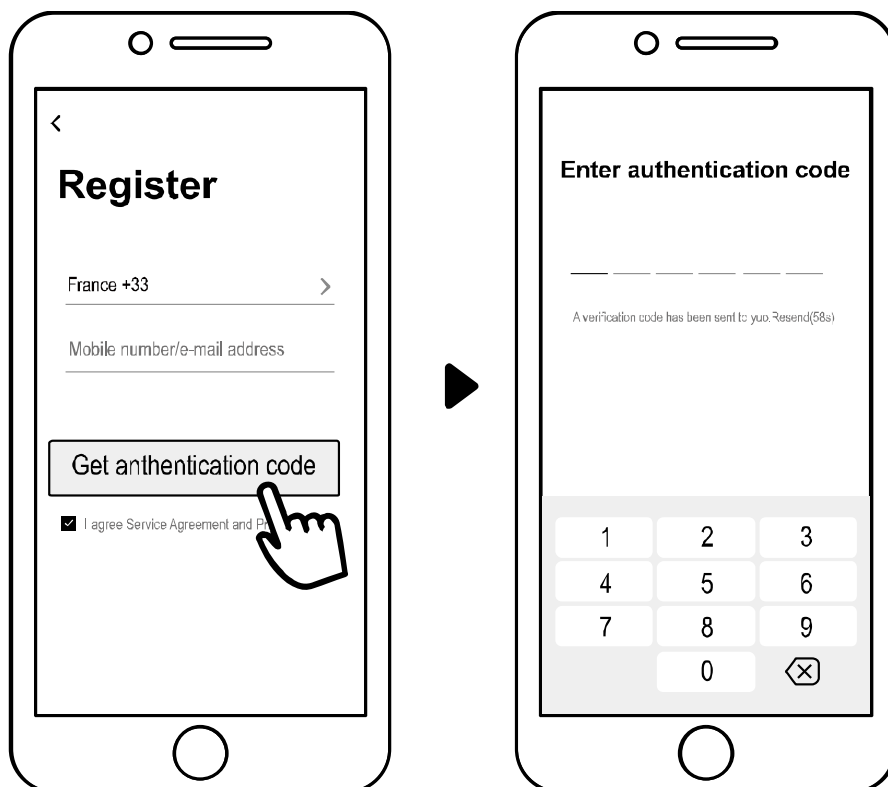 Register
France +33
Mobile number/e-mail address
Get anthentication code
I agree Service Agreement and
Enter authentication code
A verification code has been sent to yuo.Resend(58s)
1 2 3
4 5 6
7 8 9
0